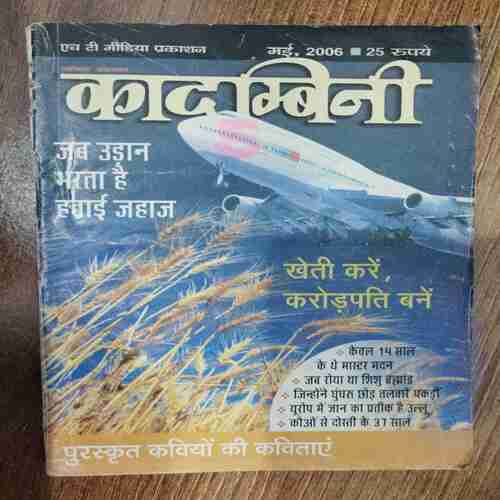 एच टी मीडिया प्रकाशन
मई, 2006 ■ 25 रुपये
कादम्बिनी
जब उड़ान
भरता है
हवाई जहाज
खेती करें,
करोड़पति बनें
केवल 14 साल
के थे मास्टर मदन
जब रोया था शिशु ब्रह्मांड
जिन्होंने घुंघरू छोड़ तलवार पकड़ी
यूरोप में ज्ञान का प्रतीक है उल्लू
कौओं से दोस्ती के 37 साल
पुरस्कृत कवियों की कविताएं